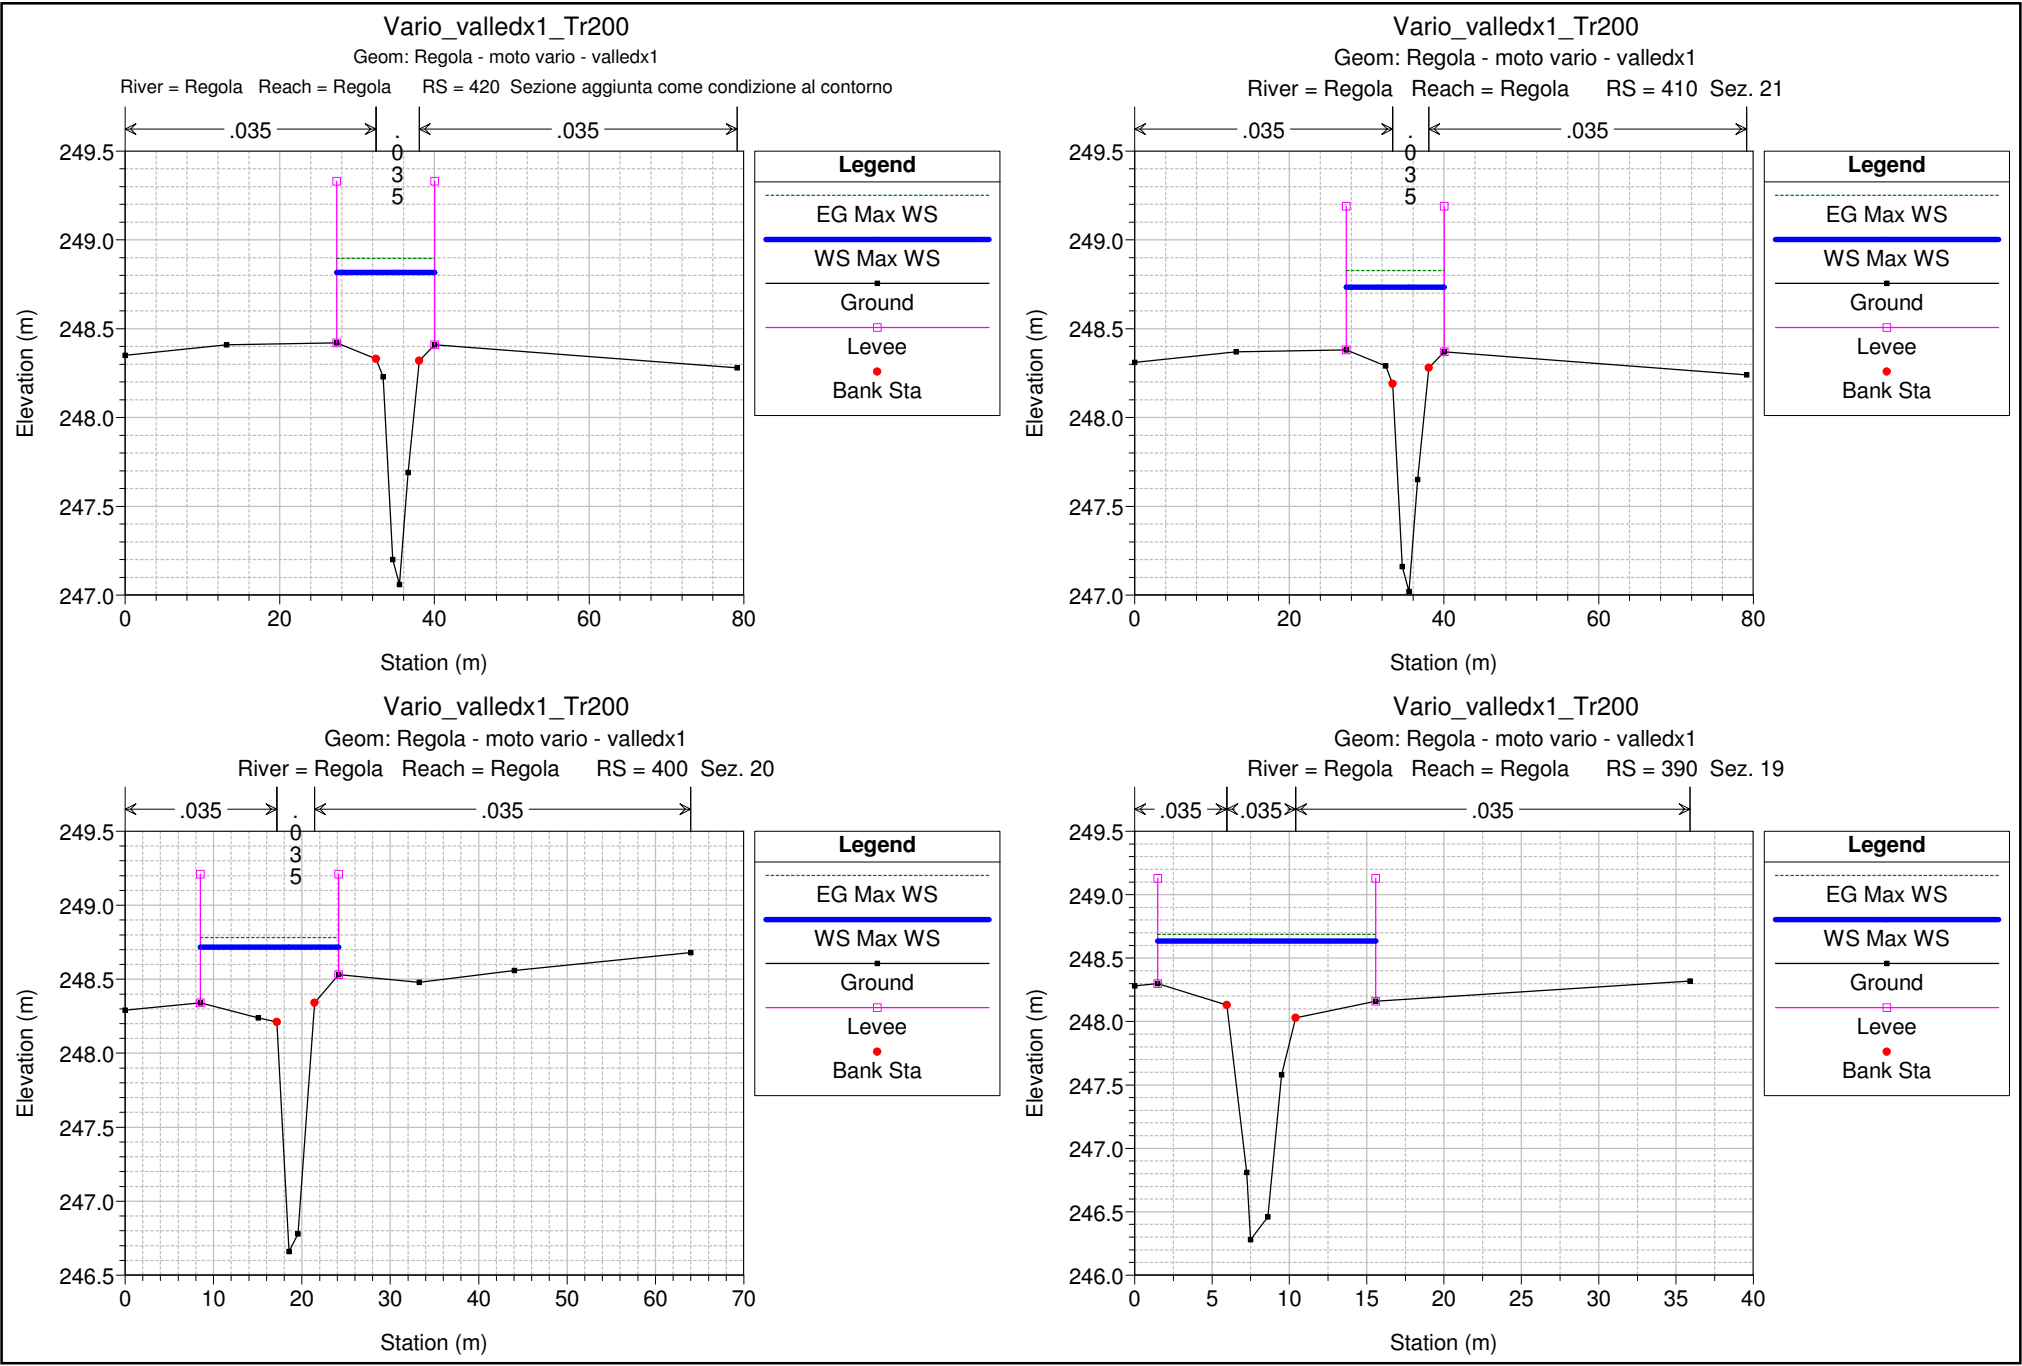 Vario_valledx1_Tr200
Geom: Regola - moto vario - valledx1
River = Regola Reach = Regola RS = 420 Sezione aggiunta come condizione al contorno
.035
.035
.035
249.5
249.0
248.5
248.0
247.5
247.0
0 20 40 60 80
Station (m)
Elevation (m)
Legend
EG Max WS
WS Max WS
Ground
Levee
Bank Sta
Vario_valledx1_Tr200
Geom: Regola - moto vario - valledx1
River = Regola Reach = Regola RS = 410 Sez. 21
.035
.035
.035
249.5
249.0
248.5
248.0
247.5
247.0
0 20 40 60 80
Station (m)
Elevation (m)
Legend
EG Max WS
WS Max WS
Ground
Levee
Bank Sta
Vario_valledx1_Tr200
Geom: Regola - moto vario - valledx1
River = Regola Reach = Regola RS = 400 Sez. 20
.035
.035
.035
249.5
249.0
248.5
248.0
247.5
247.0
246.5
0 10 20 30 40 50 60 70
Station (m)
Elevation (m)
Legend
EG Max WS
WS Max WS
Ground
Levee
Bank Sta
Vario_valledx1_Tr200
Geom: Regola - moto vario - valledx1
River = Regola Reach = Regola RS = 390 Sez. 19
.035 .035 .035
249.5
249.0
248.5
248.0
247.5
247.0
246.5
246.0
0 5 10 15 20 25 30 35 40
Station (m)
Elevation (m)
Legend
EG Max WS
WS Max WS
Ground
Levee
Bank Sta